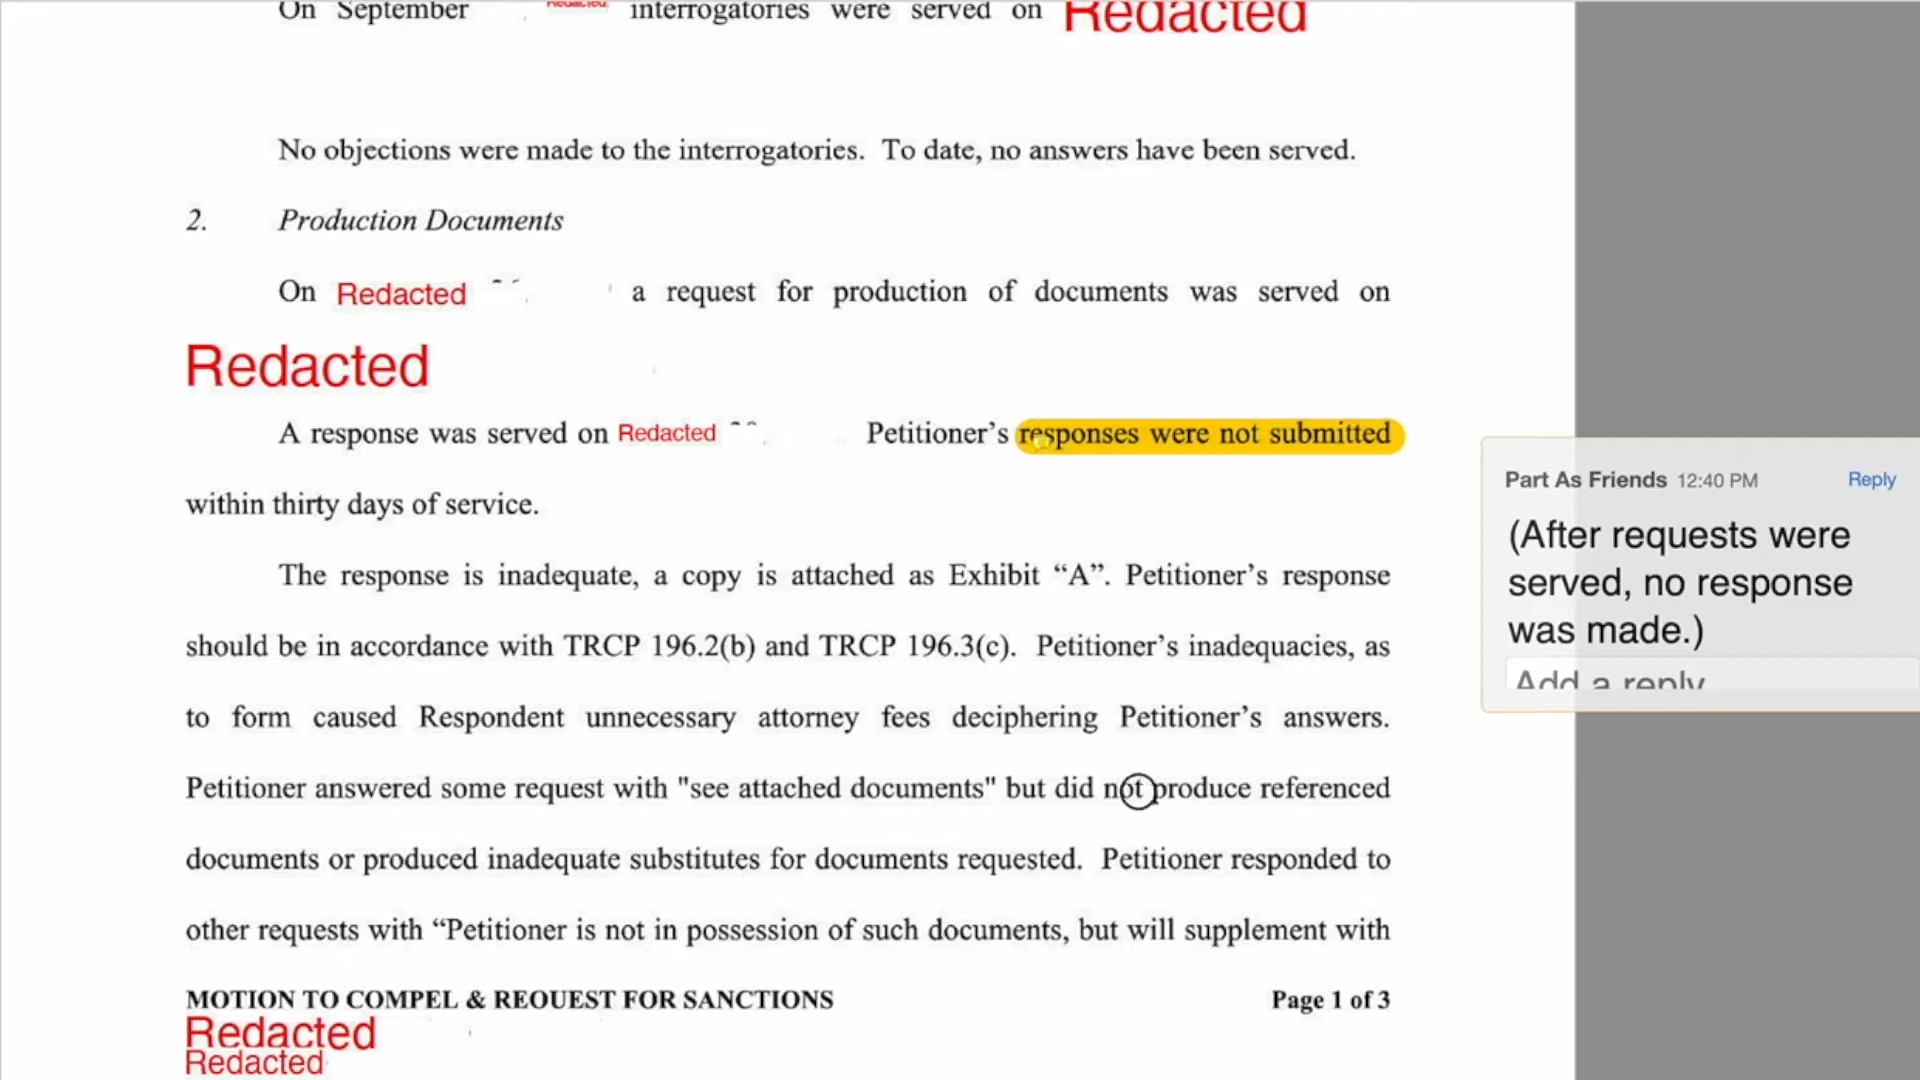 On September Redacted interrogatories were served on Redacted
No objections were made to the interrogatories. To date, no answers have been served.
2. Production Documents
On Redacted a request for production of documents was served on
Redacted
A response was served on Redacted Petitioner's responses were not submitted
within thirty days of service.
The response is inadequate, a copy is attached as Exhibit “A”. Petitioner's response
should be in accordance with TRCP 196.2(b) and TRCP 196.3(c). Petitioner's inadequacies, as
to form caused Respondent unnecessary attorney fees deciphering Petitioner's answers.
Petitioner answered some request with "see attached documents" but did not produce referenced
documents or produced inadequate substitutes for documents requested. Petitioner responded to
other requests with “Petitioner is not in possession of such documents, but will supplement with
MOTION TO COMPEL & REQUEST FOR SANCTIONS Page 1 of 3
Redacted
Redacted
Part As Friends 12:40 PM Reply
(After requests were
served, no response
was made.)
Add a reply